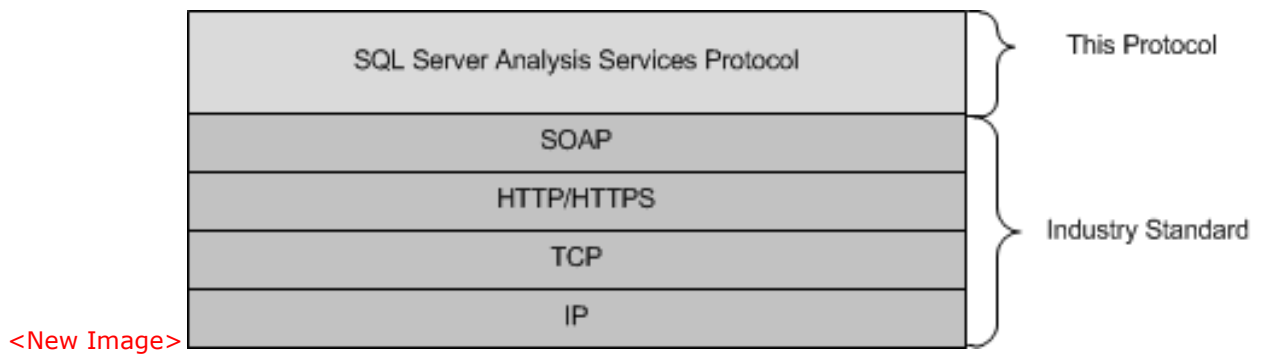 SQL Server Analysis Services Protocol
This Protocol
SOAP
HTTP/HTTPS
TCP
IP
Industry Standard
<New Image>